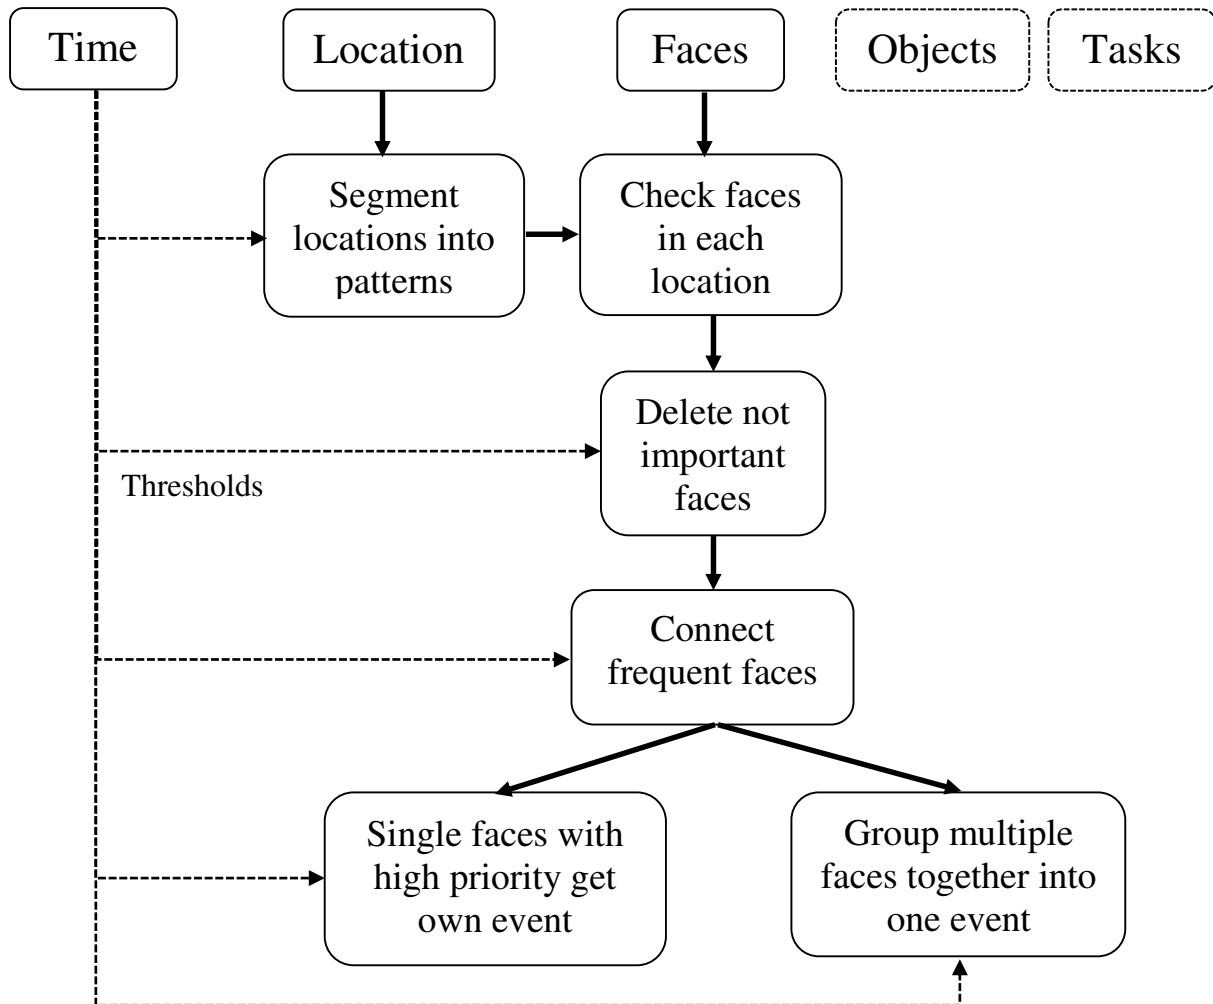 Time
Location
Faces
Objects
Tasks
Segment
locations into
patterns
Check faces
in each
location
Delete not
important
faces
Thresholds
Connect
frequent faces
Single faces with
high priority get
own event
Group multiple
faces together into
one event